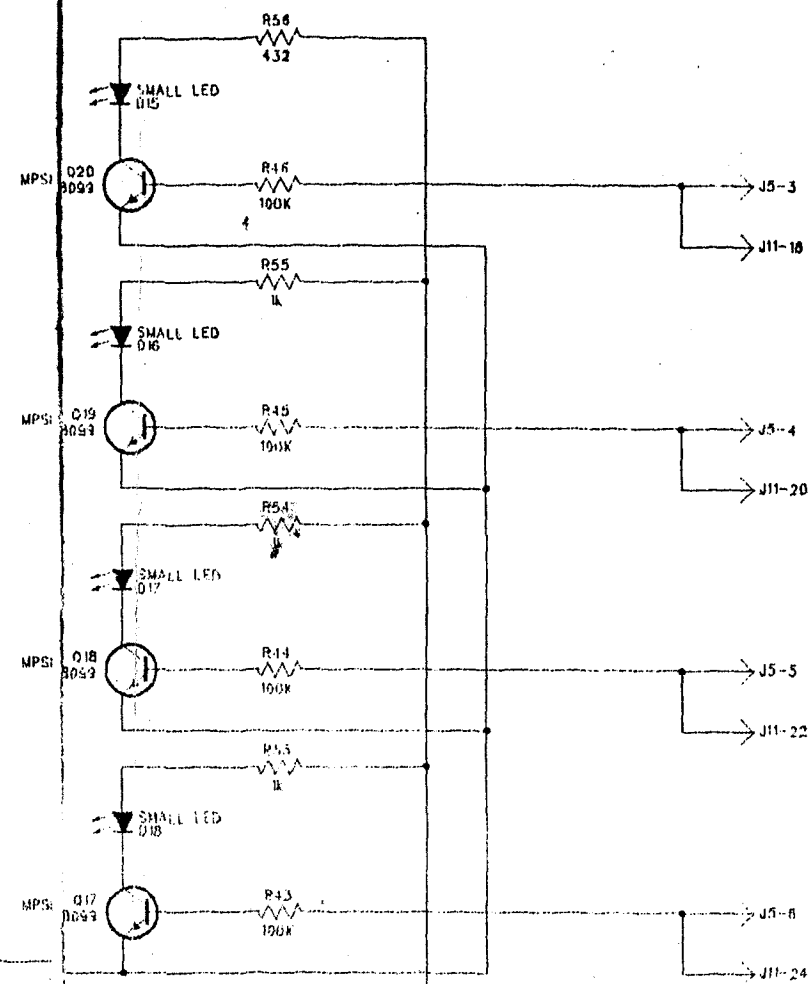 R56
432
SMALL LED
D15
MPSI
Q20
8099
R46
100K
J5-3
J11-18
R55
1k
SMALL LED
D16
MPSI
Q19
8099
R45
100K
J5-4
J11-20
R54
SMALL LED
D17
MPSI
Q18
8099
R44
100K
J5-5
J11-22
R53
1k
SMALL LED
D18
MPSI
Q17
8099
R43
100K
J5-6
J11-24